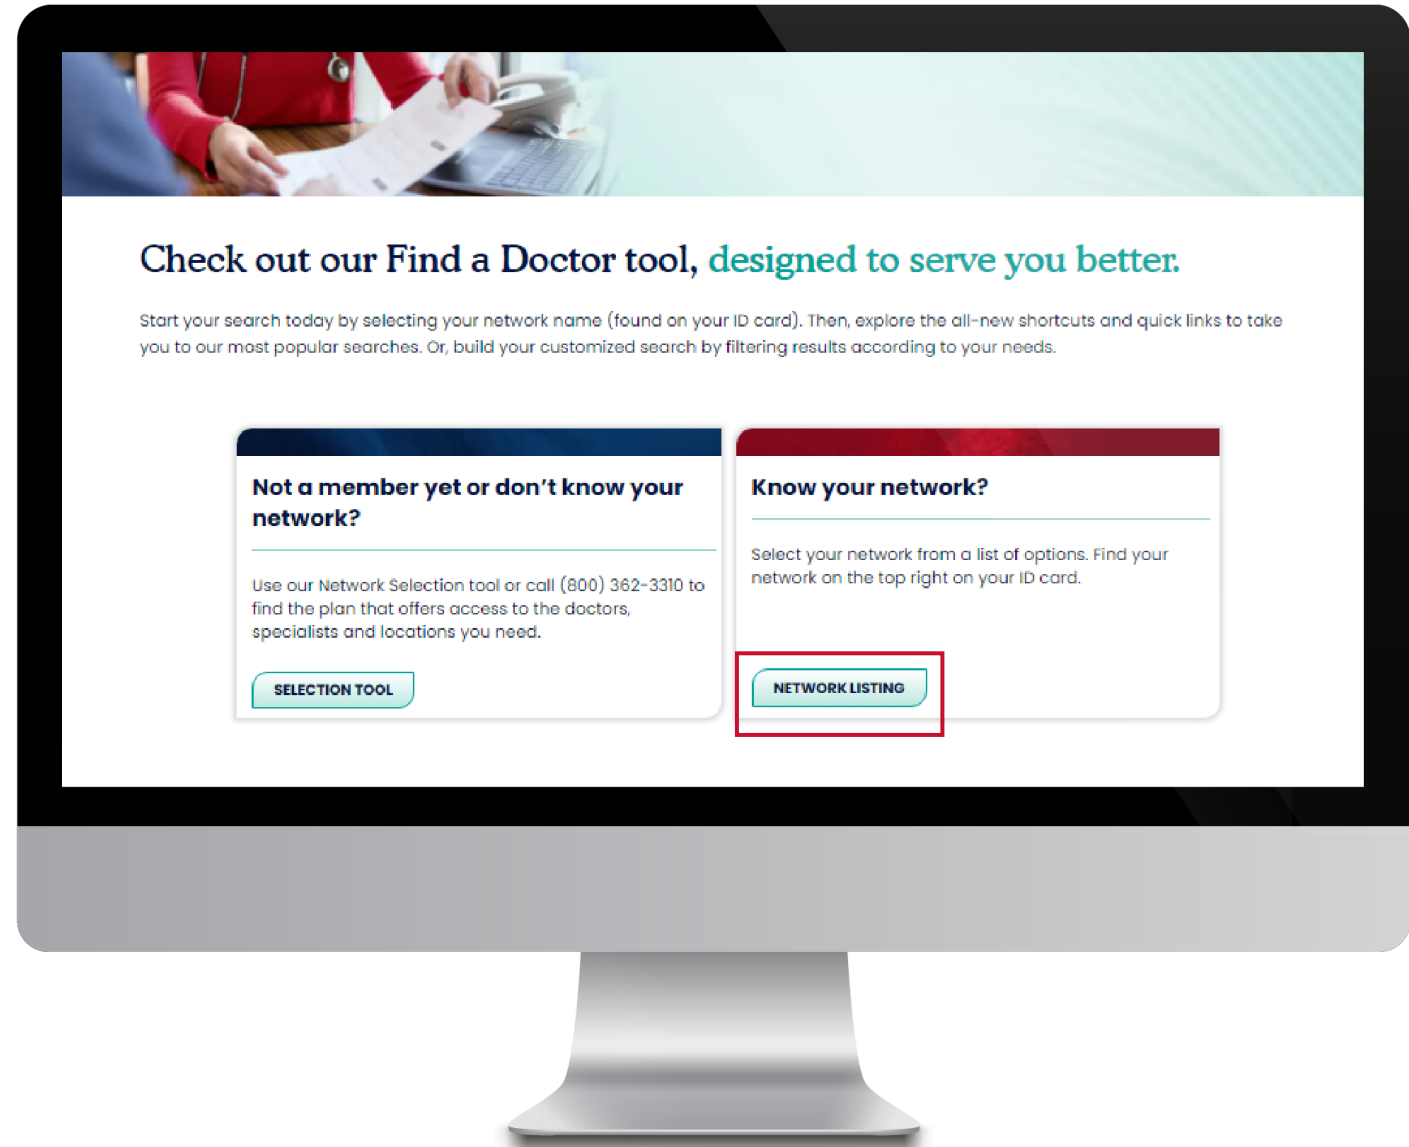 Check out our Find a Doctor tool, designed to serve you better.
Start your search today by selecting your network name (found on your ID card). Then, explore the all-new shortcuts and quick links to take
you to our most popular searches. Or, build your customized search by filtering results according to your needs.
Not a member yet or don't know your
network?
Use our Network Selection tool or call (800) 362-3310 to
find the plan that offers access to the doctors,
specialists and locations you need.
SELECTION TOOL
Know your network?
Select your network from a list of options. Find your
network on the top right on your ID card.
NETWORK LISTING